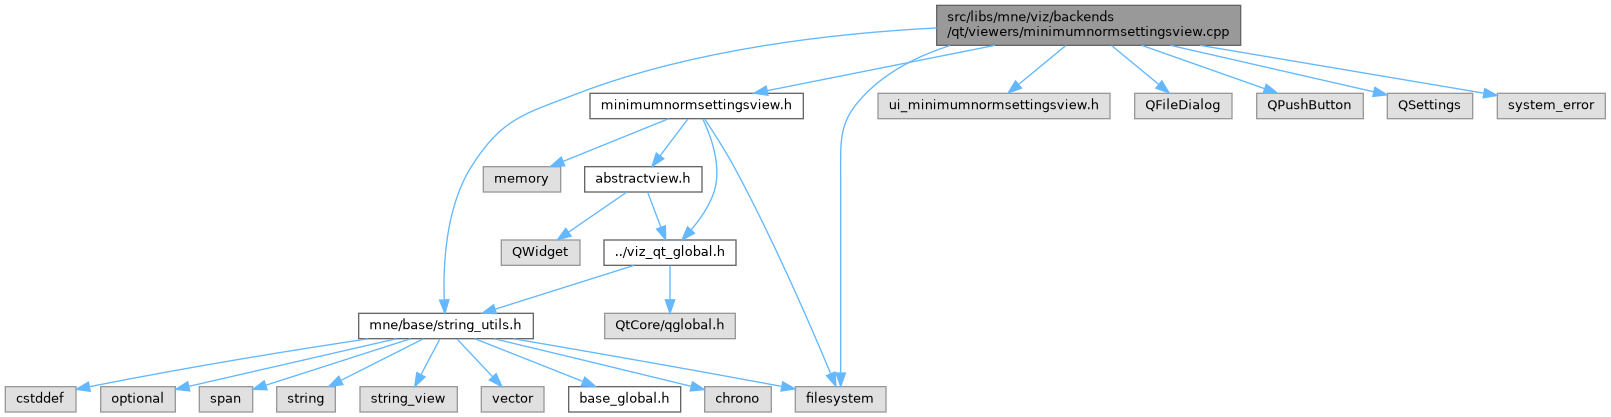 src/libs/mne/viz/backends
/qt/viewers/minimumnormsettingsview.cpp
minimumnormsettingsview.h
ui_minimumnormsettingsview.h
QFileDialog
QPushButton
QSettings
system_error
memory
abstractview.h
QWidget
../viz_qt_global.h
mne/base/string_utils.h
QtCore/qglobal.h
cstddef
optional
span
string
string_view
vector
base_global.h
chrono
filesystem